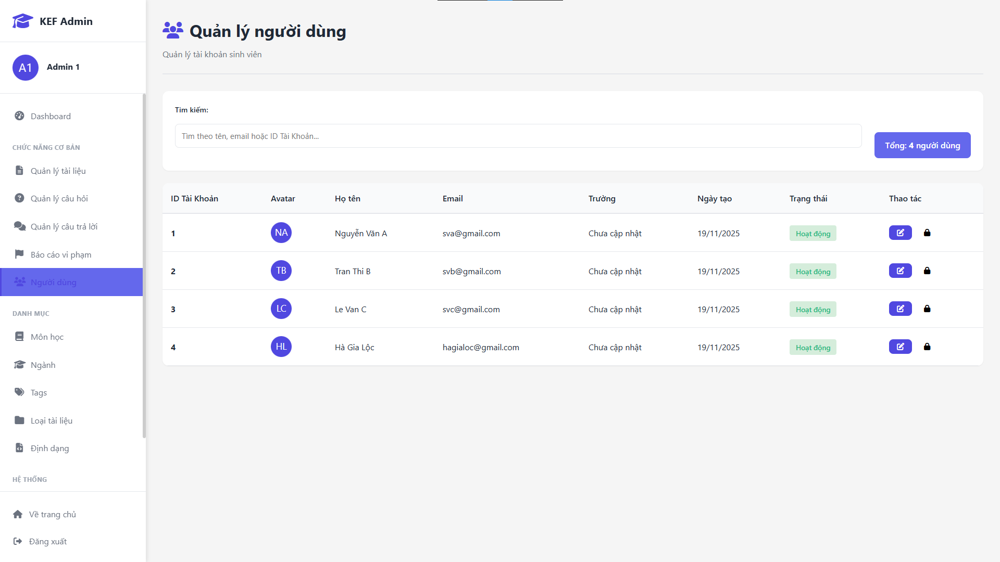 KEF Admin
A1
Admin 1
Dashboard
CHỨC NĂNG CƠ BẢN
Quản lý tài liệu
Quản lý câu hỏi
Quản lý câu trả lời
Báo cáo vi phạm
Người dùng
DANH MỤC
Môn học
Ngành
Tags
Loại tài liệu
Định dạng
HỆ THỐNG
Về trang chủ
Đăng xuất
Quản lý người dùng
Quản lý tài khoản sinh viên
Tìm kiếm:
Tìm theo tên, email hoặc ID Tài Khoản...
Tổng: 4 người dùng
ID Tài Khoản Avatar Họ tên Email Trường Ngày tạo Trạng thái Thao tác
1 NA Nguyễn Văn A sva@gmail.com Chưa cập nhật 19/11/2025 Hoạt động
2 TB Tran Thi B svb@gmail.com Chưa cập nhật 19/11/2025 Hoạt động
3 LC Le Van C svc@gmail.com Chưa cập nhật 19/11/2025 Hoạt động
4 HL Hà Gia Lộc hagialoc@gmail.com Chưa cập nhật 19/11/2025 Hoạt động